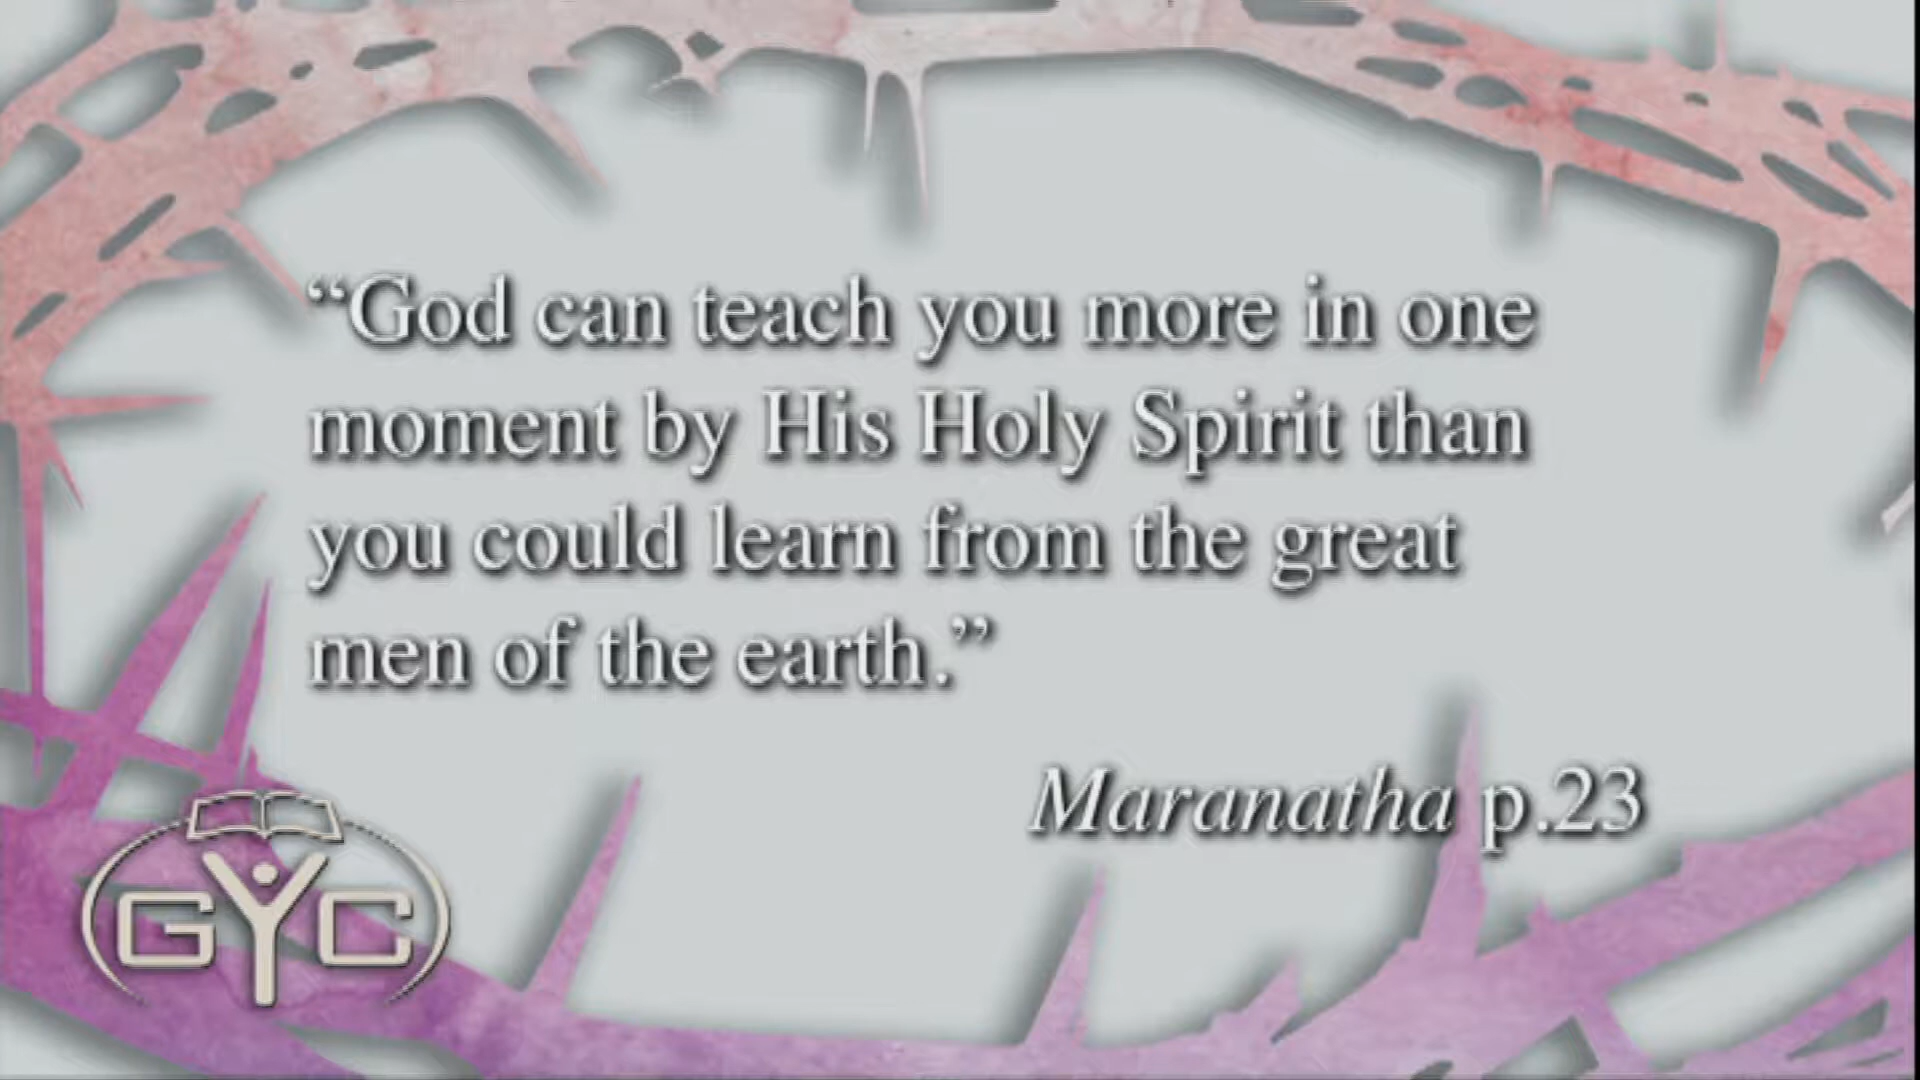 “God can teach you more in one
moment by His Holy Spirit than
you could learn from the great
men of the earth.”
Maranatha p.23
GYC